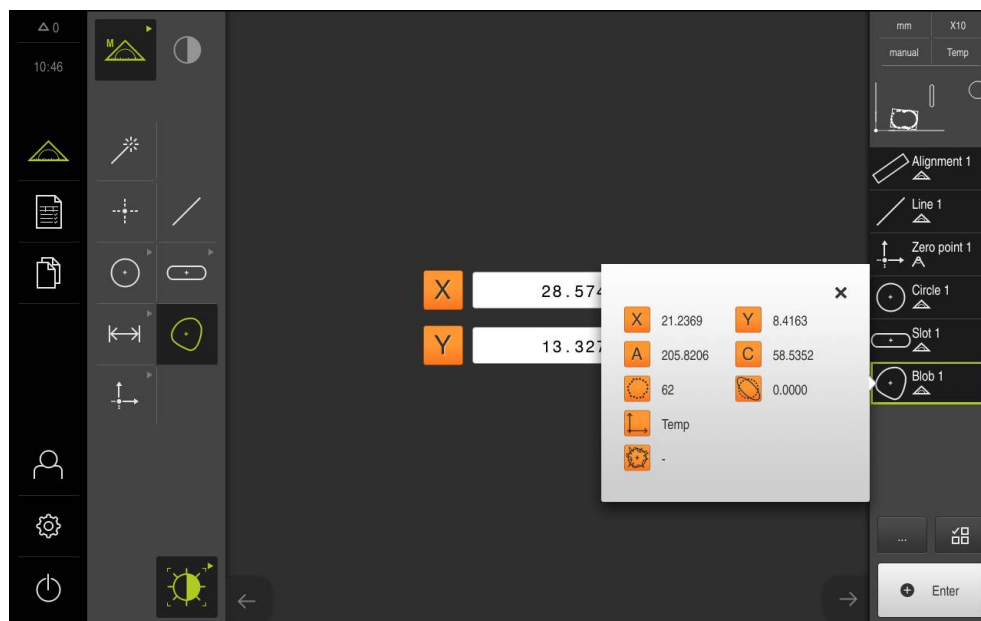 0
10:46
M
mm X10
manual Temp
Alignment 1
Line 1
Zero point 1
Circle 1
Slot 1
Blob 1
X 28.574
Y 13.327
X 21.2369 Y 8.4163
A 205.8206 C 58.5352
62 0.0000
Temp
-
...
Enter